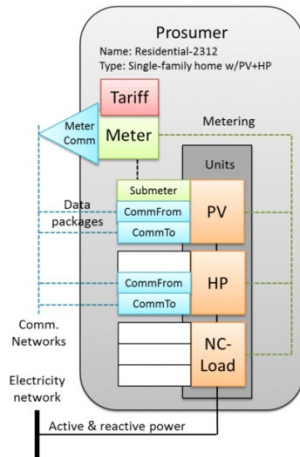 Prosumer
Name: Residential-2312
Type: Single-family home w/PV+HP
Tariff
Meter
Comm
Meter
Metering
Units
Data
packages
Submeter
CommFrom
CommTo
PV
CommFrom
CommTo
HP
Comm.
Networks
NC-
Load
Electricity
network
Active & reactive power